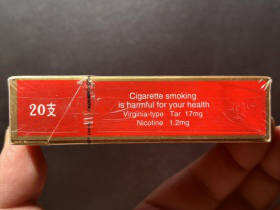 20支
Cigarette smoking
is harmful for your health
Virginia-type Tar 17mg
Nicotine 1.2mg